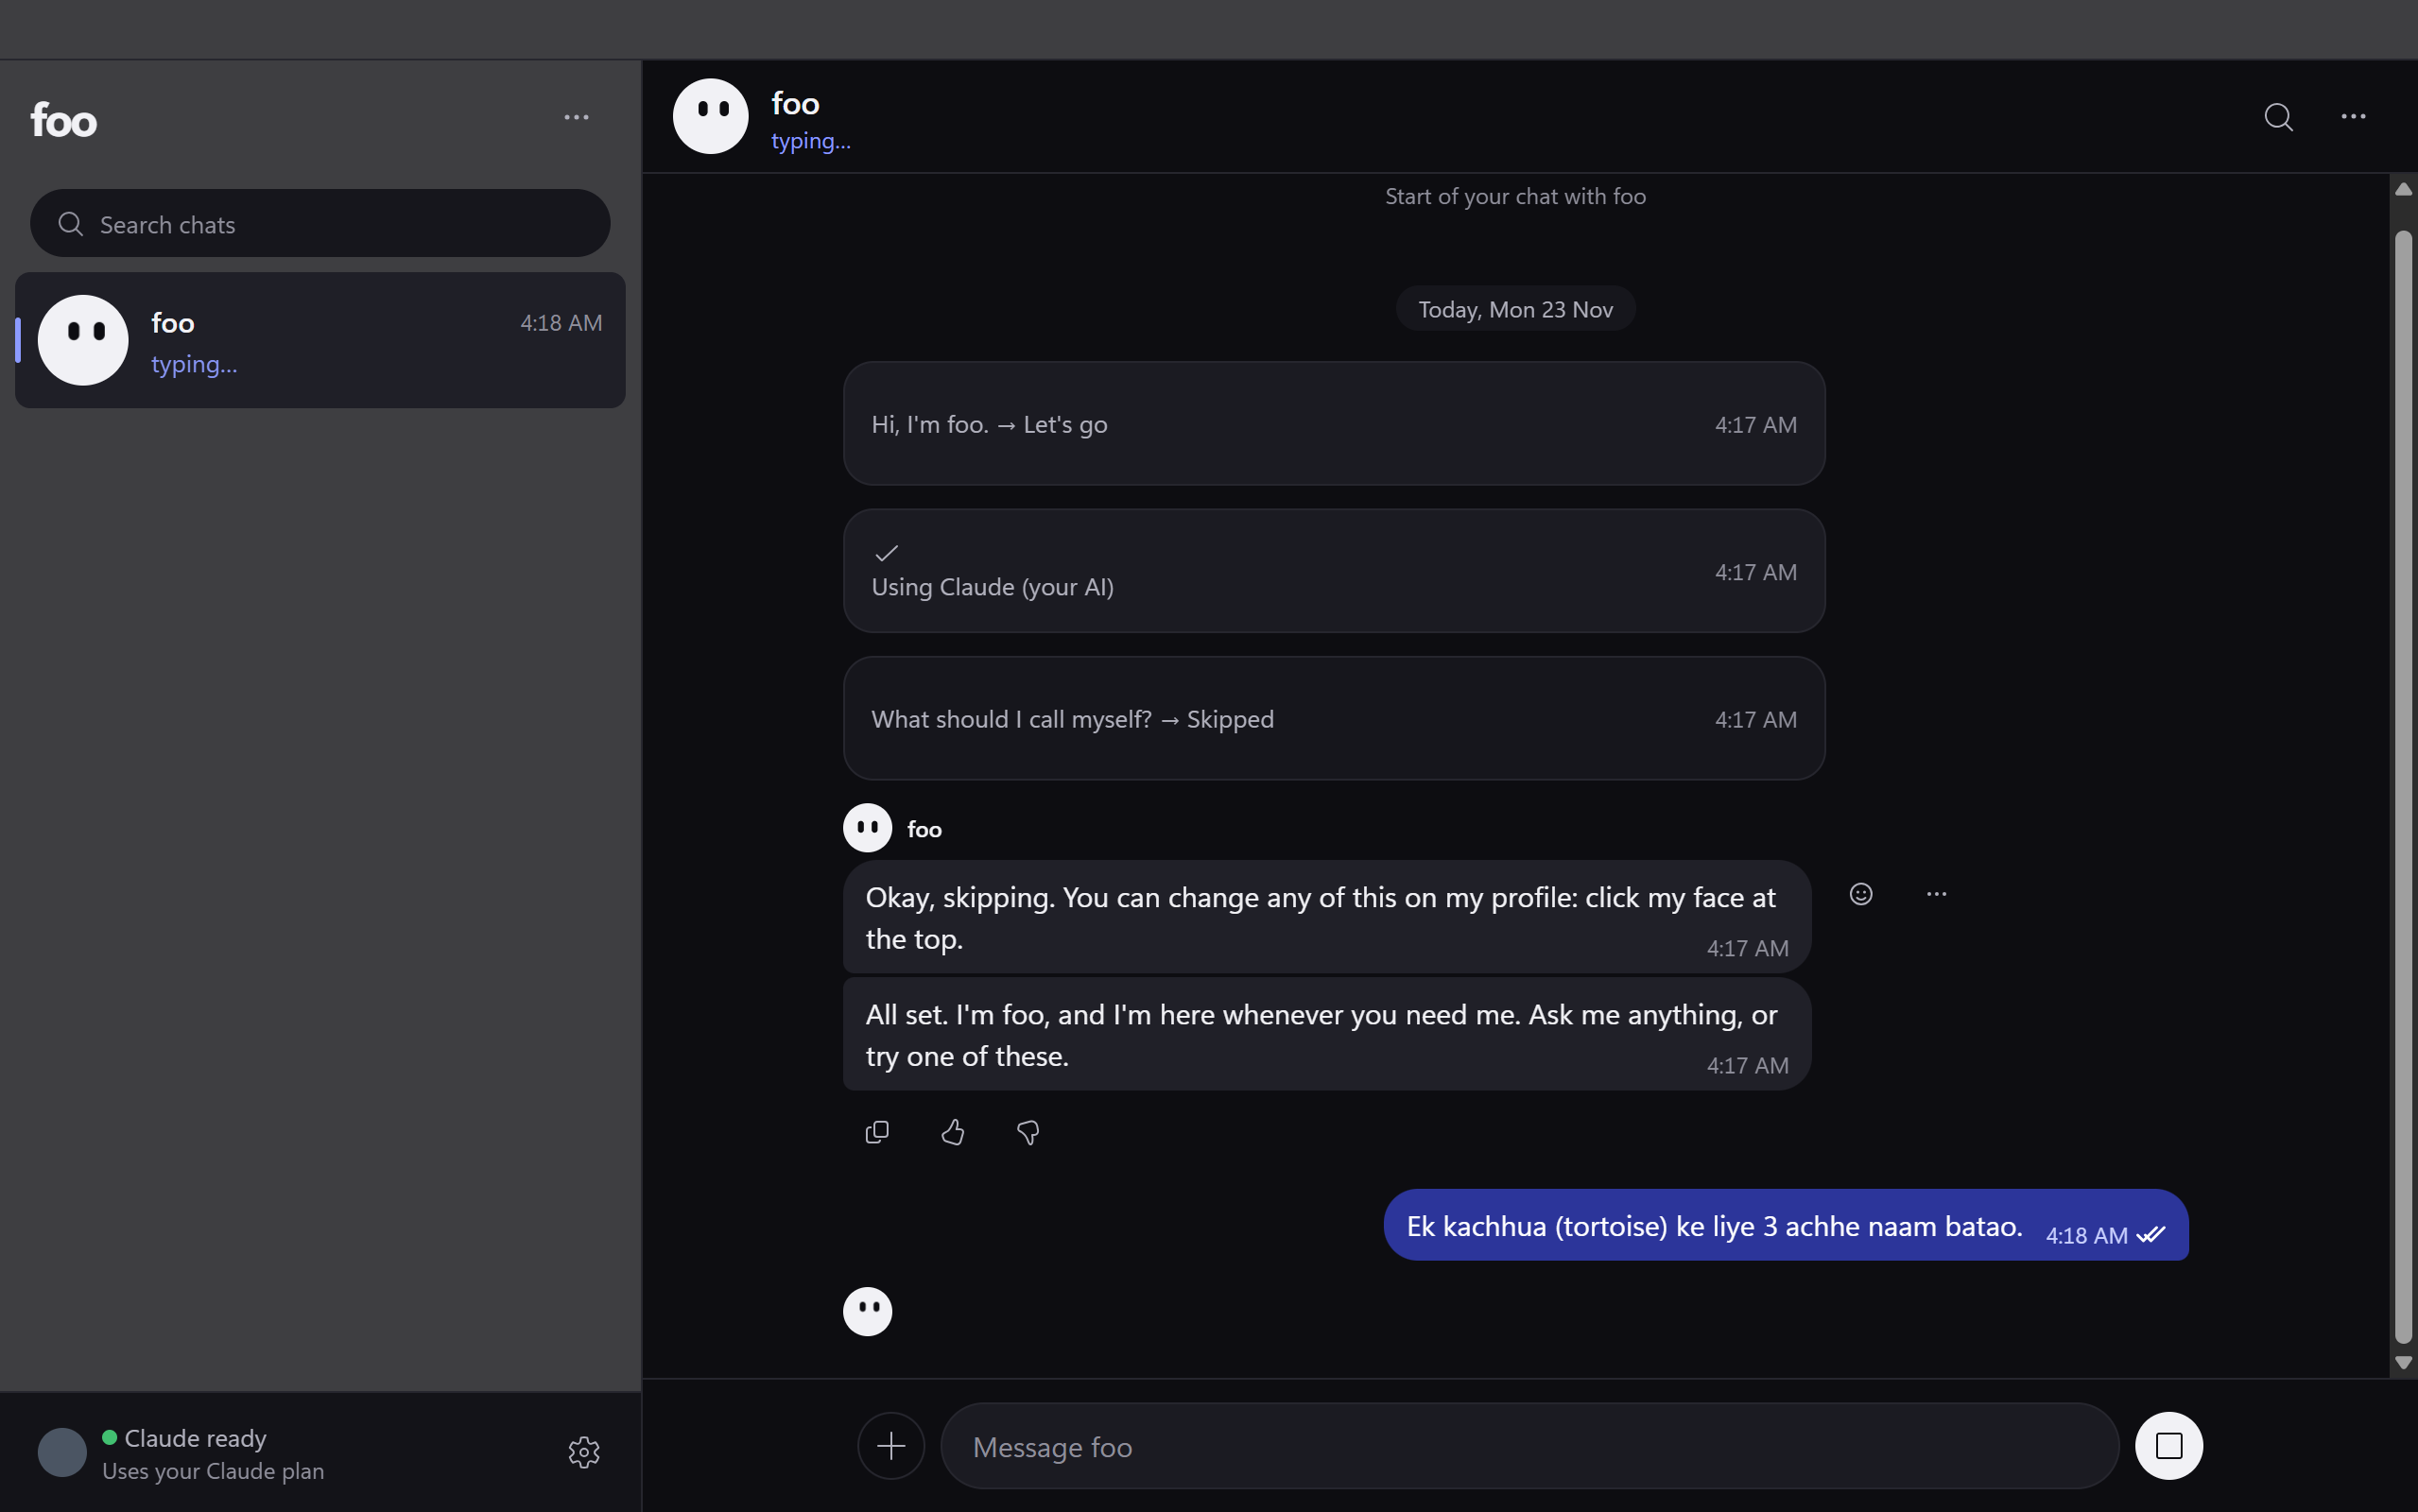 foo
Search chats
foo
4:18 AM
typing...
Claude ready
Uses your Claude plan
foo
typing...
Start of your chat with foo
Today, Mon 23 Nov
Hi, I'm foo. → Let's go
4:17 AM
Using Claude (your AI)
4:17 AM
What should I call myself? → Skipped
4:17 AM
foo
Okay, skipping. You can change any of this on my profile: click my face at
the top.
4:17 AM
All set. I'm foo, and I'm here whenever you need me. Ask me anything, or
try one of these.
4:17 AM
Ek kachhua (tortoise) ke liye 3 achhe naam batao.
4:18 AM
Message foo